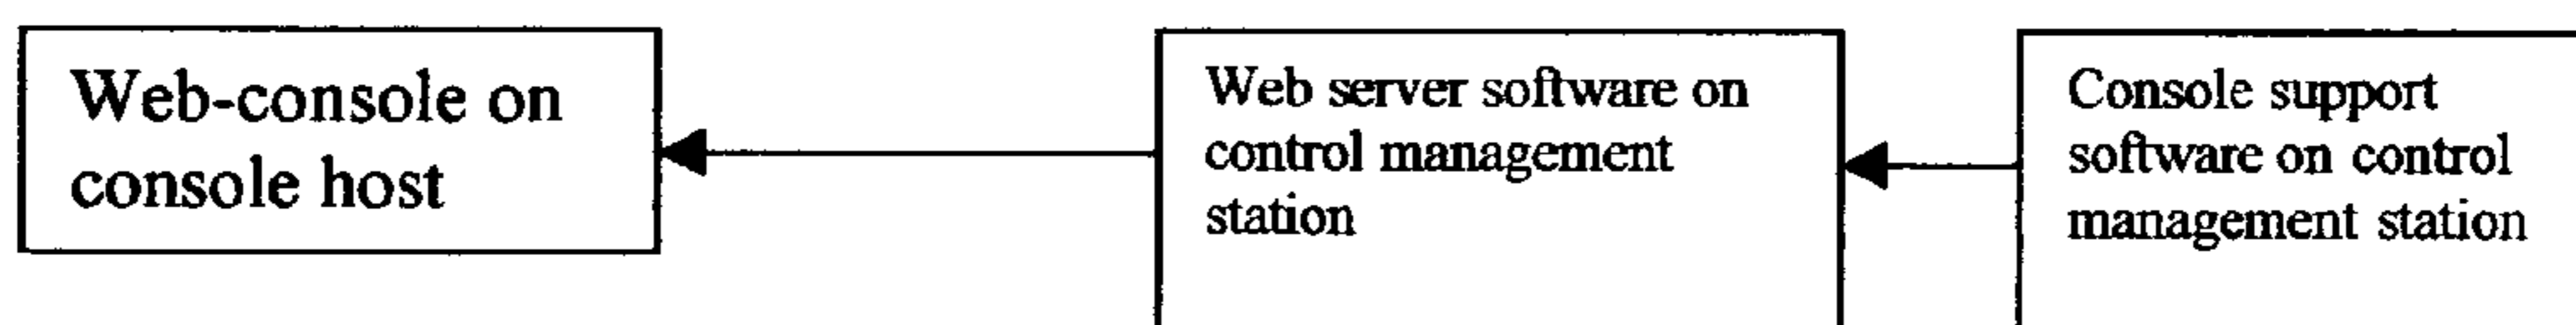 Web-console on
console host
Web server software on
control management
station
Console support
software on control
management station